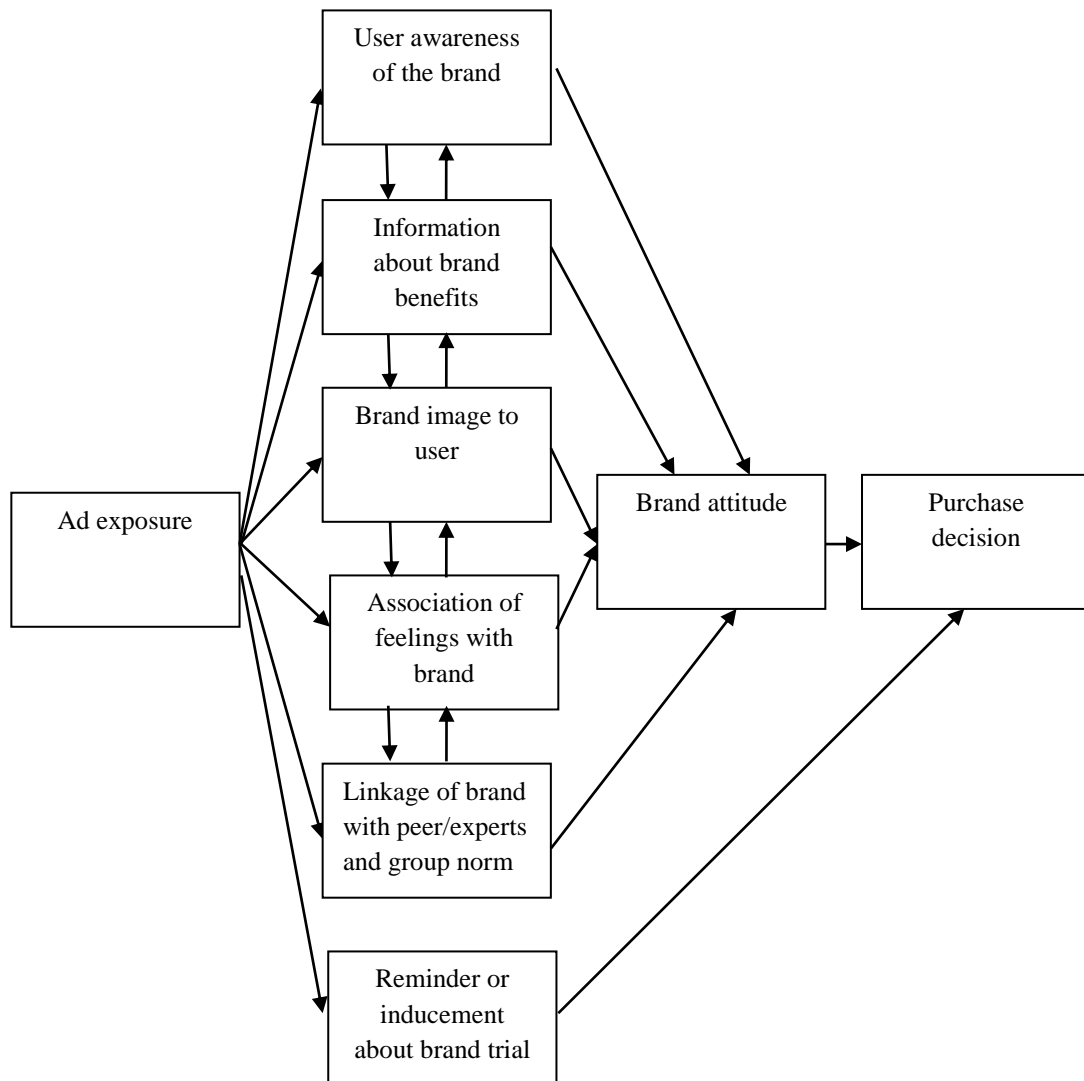 User awareness
of the brand
Information
about brand
benefits
Brand image to
user
Ad exposure
Brand attitude
Purchase
decision
Association of
feelings with
brand
Linkage of brand
with peer/experts
and group norm
Reminder or
inducement
about brand trial